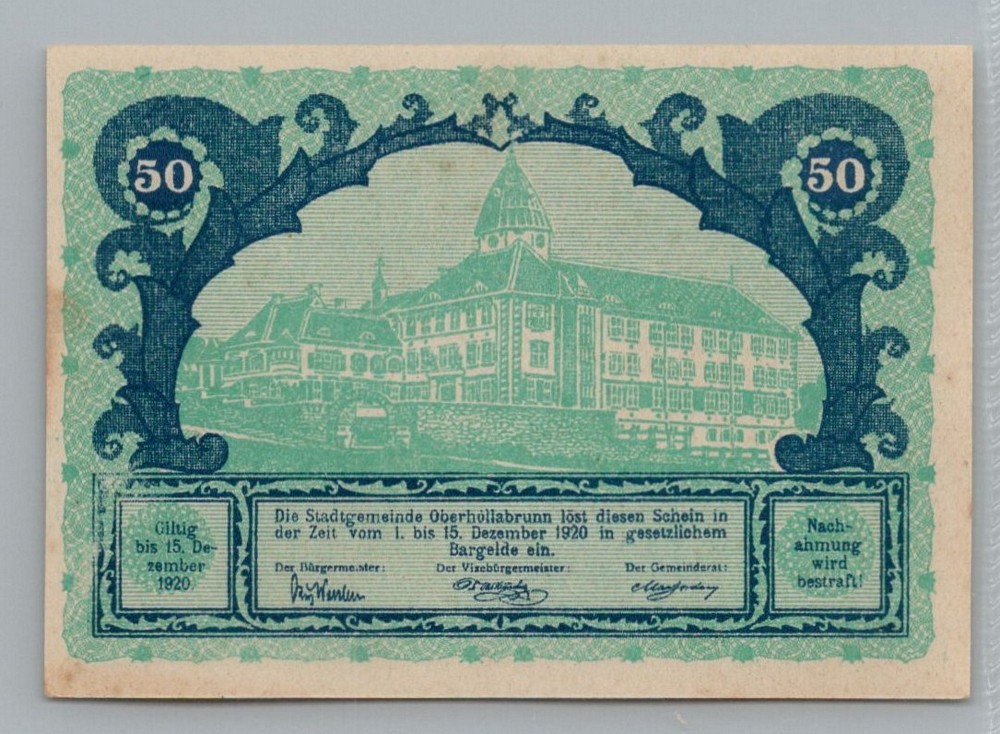 50
50
Giltig
bis 15. De-
zember
1920.
Die Stadtgemeinde Oberhollabrunn löst diesen Schein in
der Zeit vom 1. bis 15. Dezember 1920 in gesetzlichem
Bargelde ein.
Der Bürgermeister:
Der Vizebürgermeister:
Der Gemeinderat:
Nach-
ahmung
wird
bestraft!